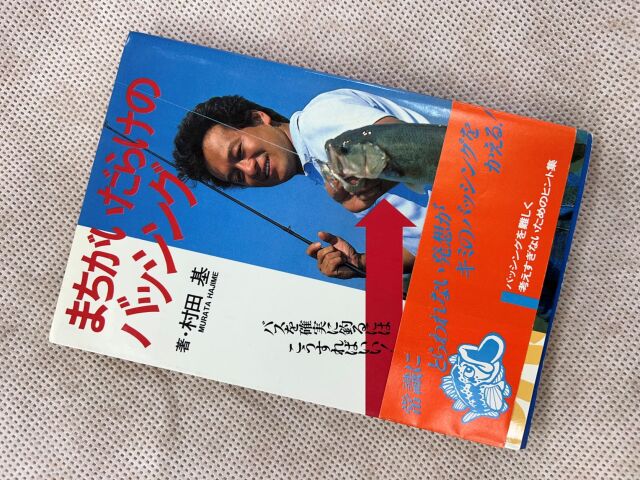 まちがいだらけの
バッシング
著・村田 基
MURATA HAJIME
バスを確実に釣るには
こうすればいい!
常識に
とらわれない発想が
キミのバッシングを
かえる!
バッシングを難しく
考えすぎないためのヒント集